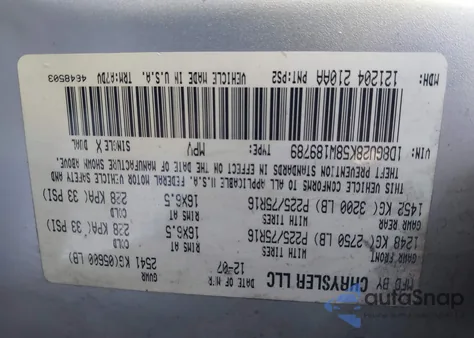 MFD BY CHRYSLER LLC
DATE OF M'R
GVWR
12-07
2541 KG(05600 LB)
GAWR FRONT
WITH TIRES
RIMS AT
COLD
1248 KG( 2750 LB) P225/75R16 16X6.5 228 KPA( 33 PSI)
GAWR REAR
WITH TIRES
RIMS AT
COLD
1452 KG( 3200 LB) P225/75R16 16X6.5 228 KPA( 33 PSI)
THIS VEHICLE CONFORMS TO ALL APPLICABLE U.S.A. FEDERAL MOTOR VEHICLE SAFETY AND
THEFT PREVENTION STANDARDS IN EFFECT ON THE DATE OF MANUFACTURE SHOWN ABOVE.
VIN: 1D8GU28K58W189789 TYPE: MPV SINGLE X DUAL
MDH: 121204 210AA PNT:PS2 VEHICLE MADE IN U.S.A. TRM:A7DV 4648503
autoSnap